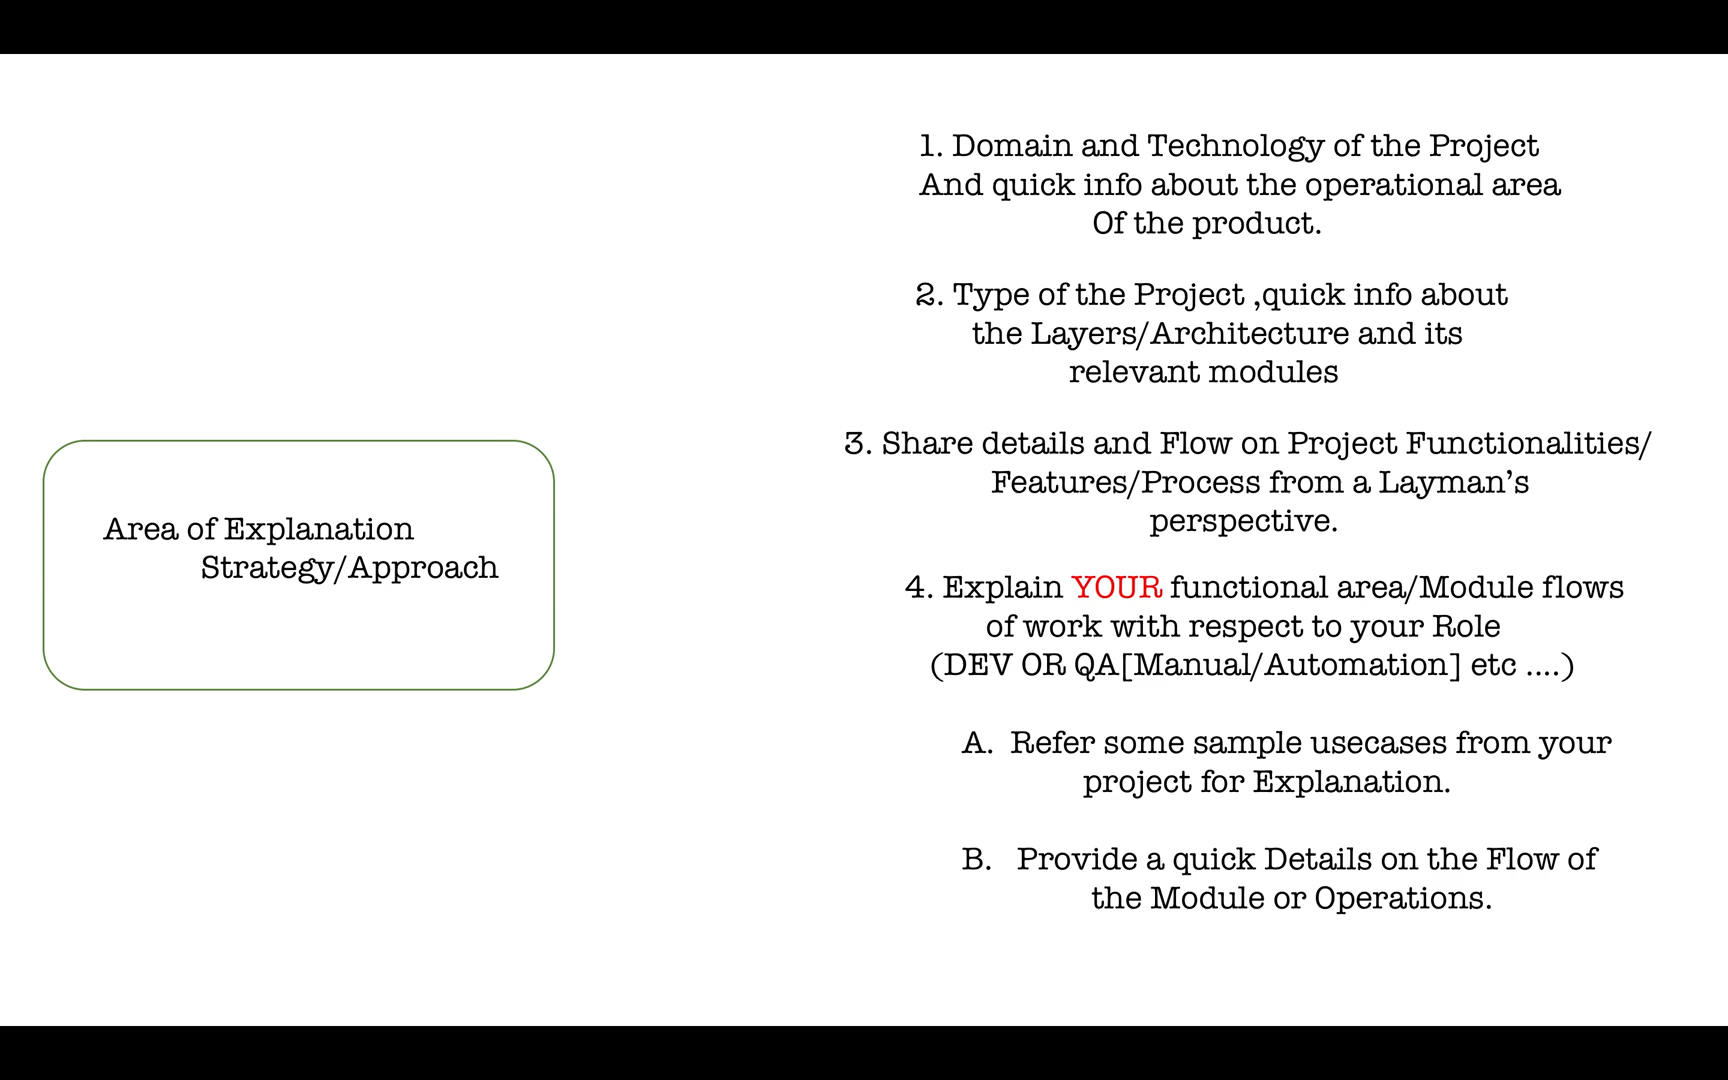 Area of Explanation
Strategy/Approach
1. Domain and Technology of the Project
And quick info about the operational area
Of the product.
2. Type of the Project ,quick info about
the Layers/Architecture and its
relevant modules
3. Share details and Flow on Project Functionalities/
Features/Process from a Layman’s
perspective.
4. Explain YOUR functional area/Module flows
of work with respect to your Role
(DEV OR QA[Manual/Automation] etc ....)
A. Refer some sample usecases from your
project for Explanation.
B. Provide a quick Details on the Flow of
the Module or Operations.